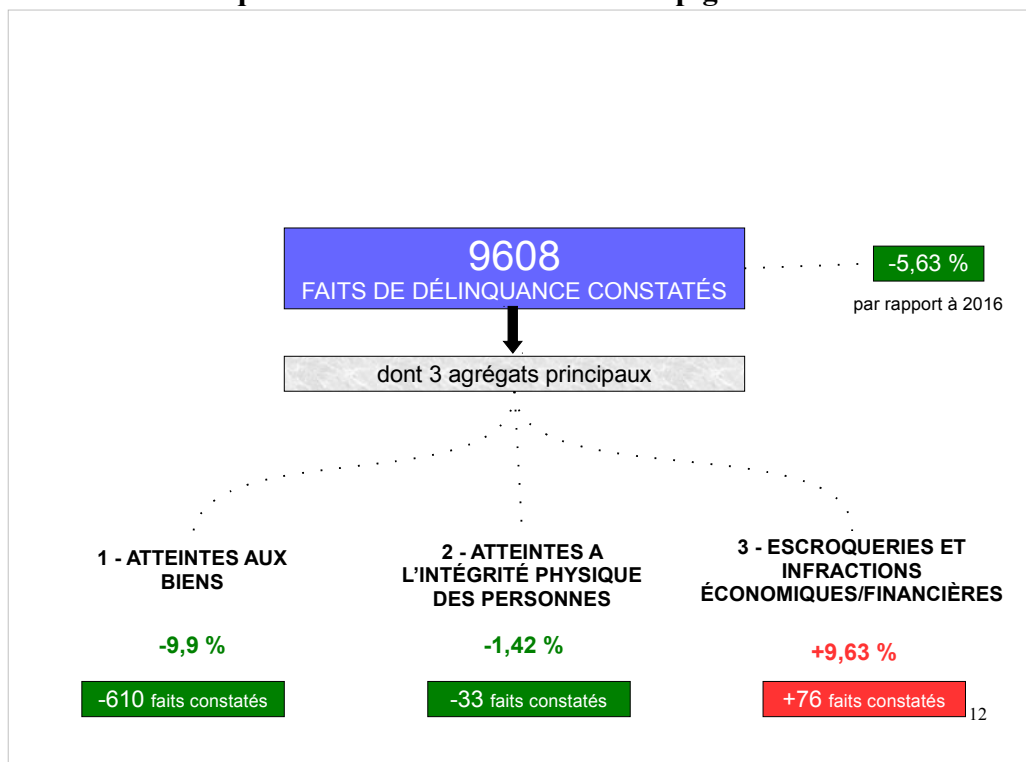 9608
FAITS DE DÉLINQUANCE CONSTATÉS
-5,63 %
par rapport à 2016
dont 3 agrégats principaux
1 - ATTEINTES AUX
BIENS
-9,9 %
-610 faits constatés
2 - ATTEINTES A
L'INTÉGRITÉ PHYSIQUE
DES PERSONNES
-1,42 %
-33 faits constatés
3 - ESCROQUERIES ET
INFRACTIONS
ÉCONOMIQUES/FINANCIÈRES
+9,63 %
+76 faits constatés
12